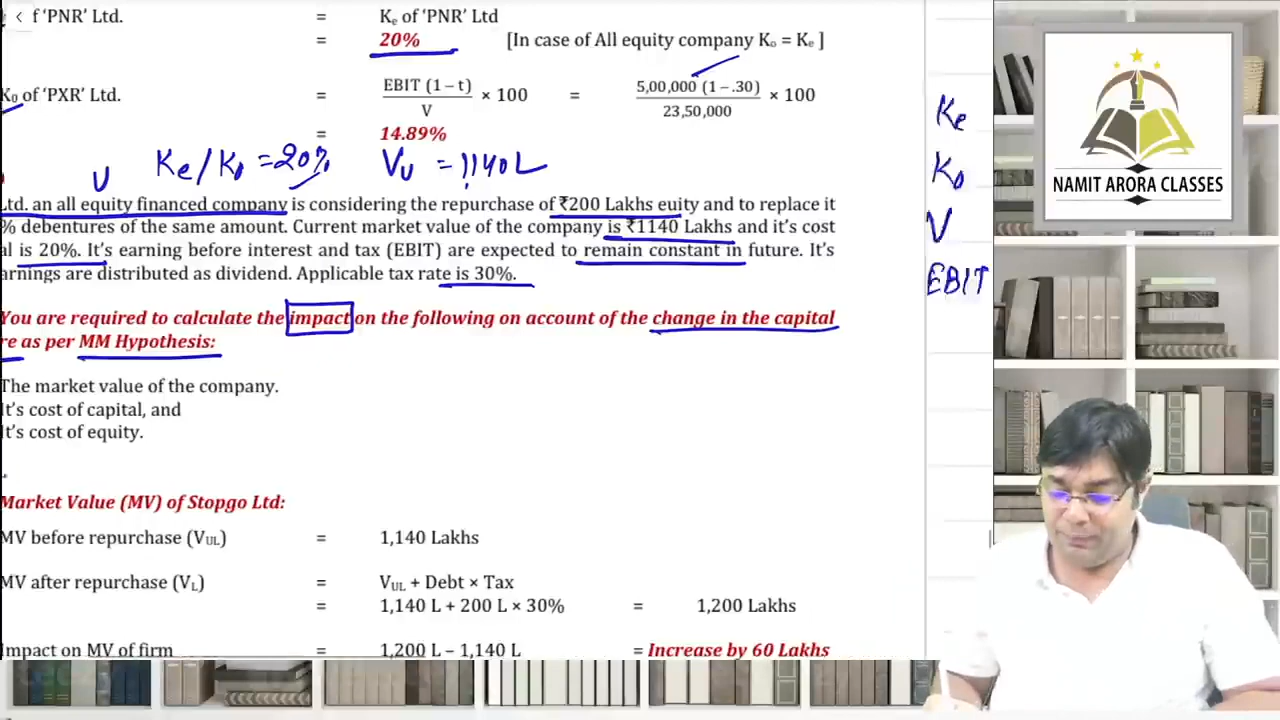 f 'PNR' Ltd. = Ke of 'PNR' Ltd
= 20% [In case of All equity company Ko = Ke ]
K0 of 'PXR' Ltd. = EBIT (1 – t) / V × 100 = 5,00,000 (1 – .30) / 23,50,000 × 100
= 14.89%
U Ke/Ko = 20% VU = 1140L
Ltd. an all equity financed company is considering the repurchase of ₹200 Lakhs euity and to replace it
% debentures of the same amount. Current market value of the company is ₹1140 Lakhs and it's cost
al is 20%. It's earning before interest and tax (EBIT) are expected to remain constant in future. It's
arnings are distributed as dividend. Applicable tax rate is 30%.
You are required to calculate the impact on the following on account of the change in the capital
re as per MM Hypothesis:
The market value of the company.
It's cost of capital, and
It's cost of equity.
Market Value (MV) of Stopgo Ltd:
MV before repurchase (VUL) = 1,140 Lakhs
MV after repurchase (VL) = VUL + Debt × Tax
= 1,140 L + 200 L × 30% = 1,200 Lakhs
Impact on MV of firm = 1,200 L – 1,140 L = Increase by 60 Lakhs
Ke
Ko
V
EBIT
NAMIT ARORA CLASSES